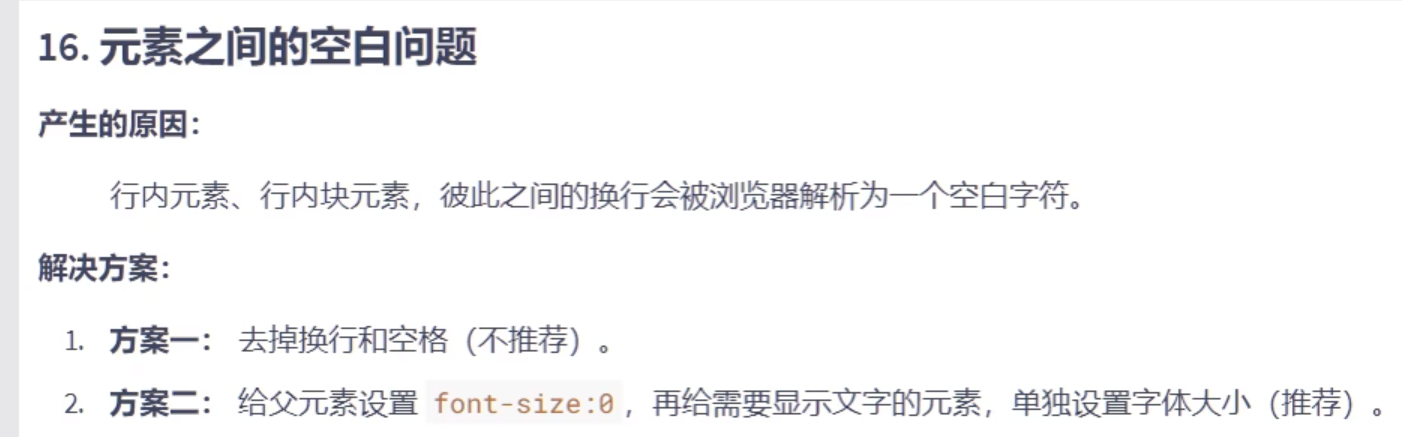 16. 元素之间的空白问题
产生的原因：
行内元素、行内块元素，彼此之间的换行会被浏览器解析为一个空白字符。
解决方案：
1. 方案一： 去掉换行和空格（不推荐）。
2. 方案二： 给父元素设置 font-size:0 ，再给需要显示文字的元素，单独设置字体大小（推荐）。